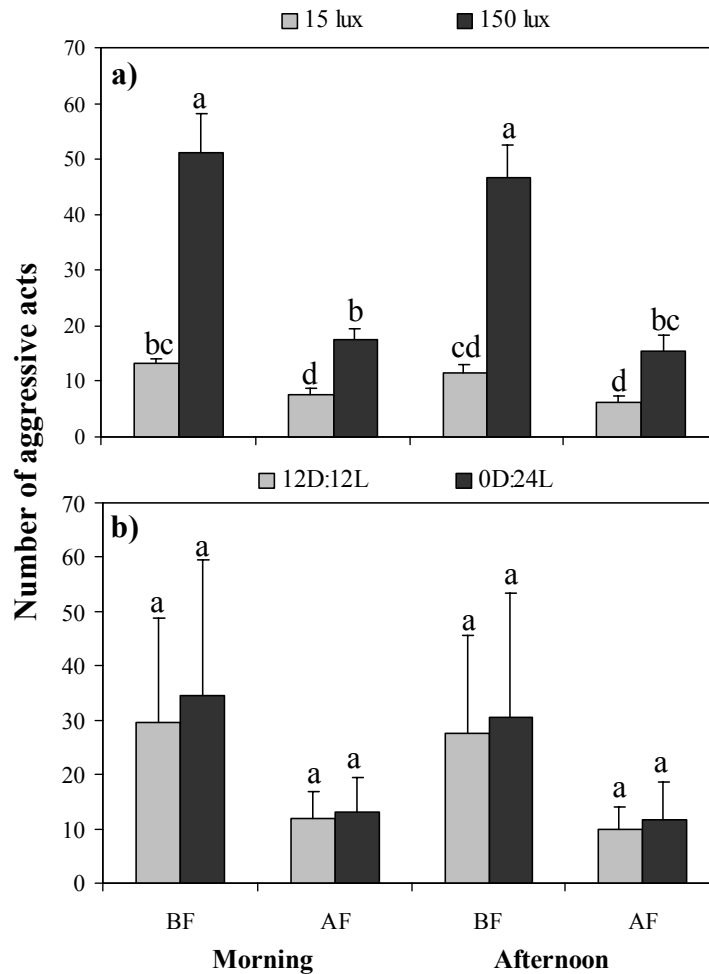 15 lux 150 lux
70
a)
60
50
40
30
20
10
0
a
bc
d
b
a
cd
d
bc
Number of aggressive acts
12D:12L 0D:24L
70
b)
60
50
40
30
20
10
0
a
a
a
a
a
a
a
a
BF AF BF AF
Morning Afternoon